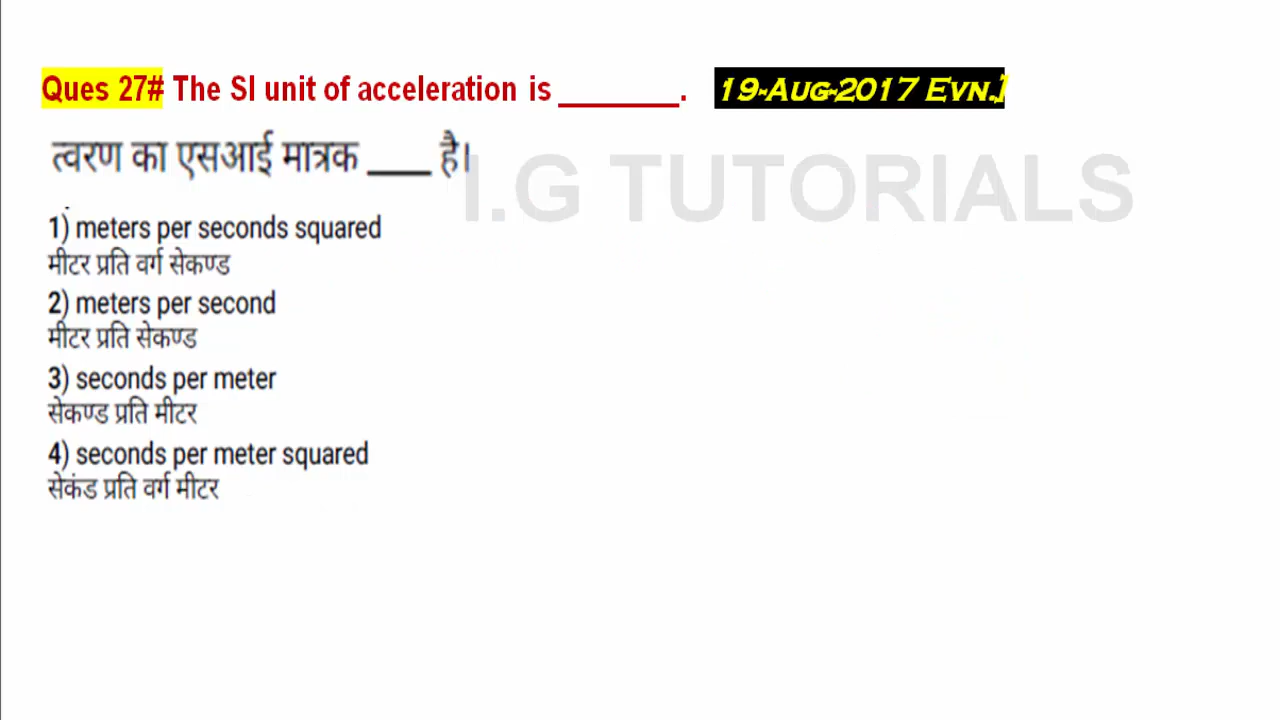 Ques 27# The SI unit of acceleration is _______. 19-Aug-2017 Evn.]
त्वरण का एसआई मात्रक ___ है।
I.G TUTORIALS
1) meters per seconds squared
मीटर प्रति वर्ग सेकण्ड
2) meters per second
मीटर प्रति सेकण्ड
3) seconds per meter
सेकण्ड प्रति मीटर
4) seconds per meter squared
सेकंड प्रति वर्ग मीटर